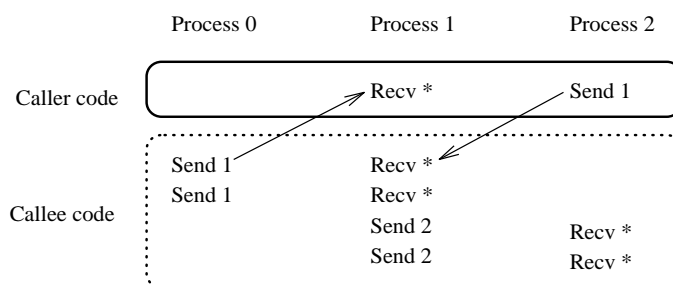 Process 0 Process 1 Process 2
Caller code Recv * Send 1
Send 1 Recv *
Send 1 Recv *
Callee code Send 2 Recv *
Send 2 Recv *